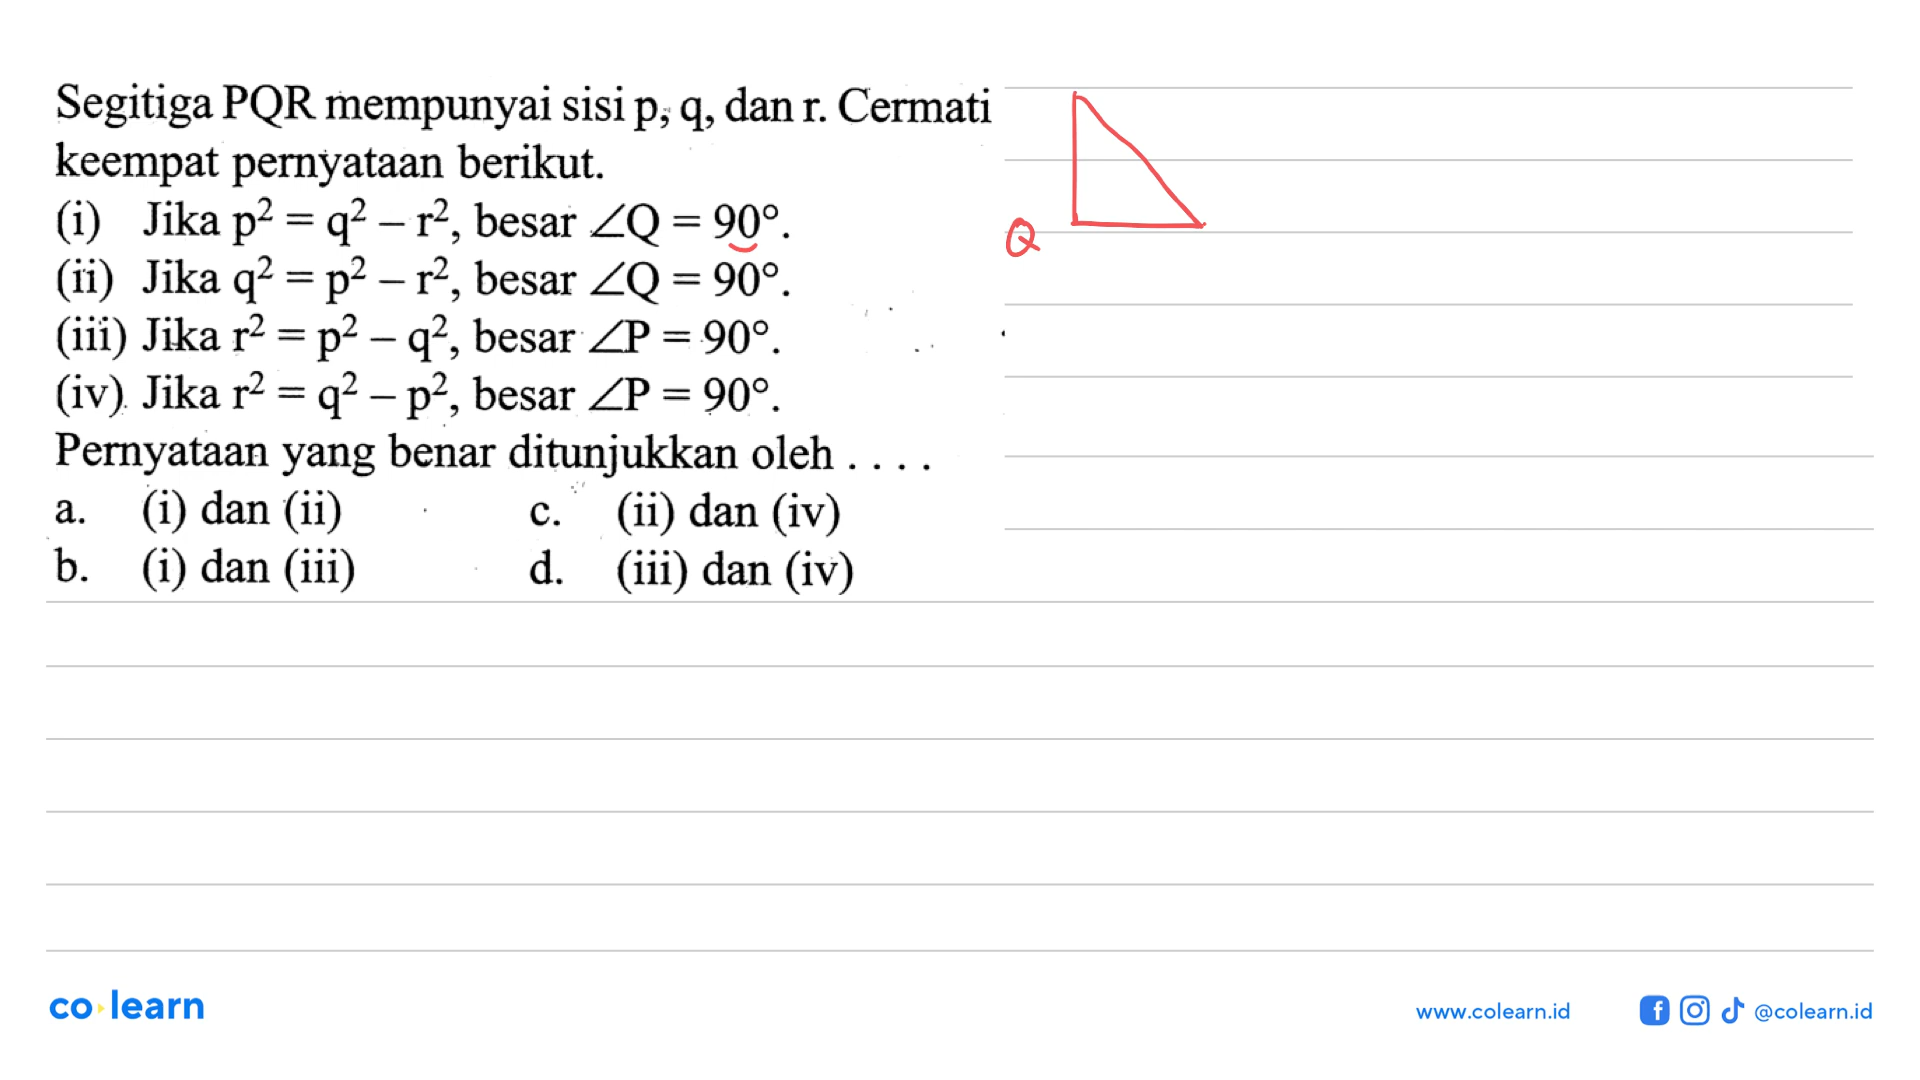 Segitiga PQR mempunyai sisi p, q, dan r. Cermati
keempat pernyataan berikut.
(i) Jika p² = q² – r², besar ∠Q = 90°.
(ii) Jika q² = p² – r², besar ∠Q = 90°.
(iii) Jika r² = p² – q², besar ∠P = 90°.
(iv) Jika r² = q² – p², besar ∠P = 90°.
Pernyataan yang benar ditunjukkan oleh . . . .
a. (i) dan (ii) c. (ii) dan (iv)
b. (i) dan (iii) d. (iii) dan (iv)
Q
co learn
www.colearn.id @colearn.id